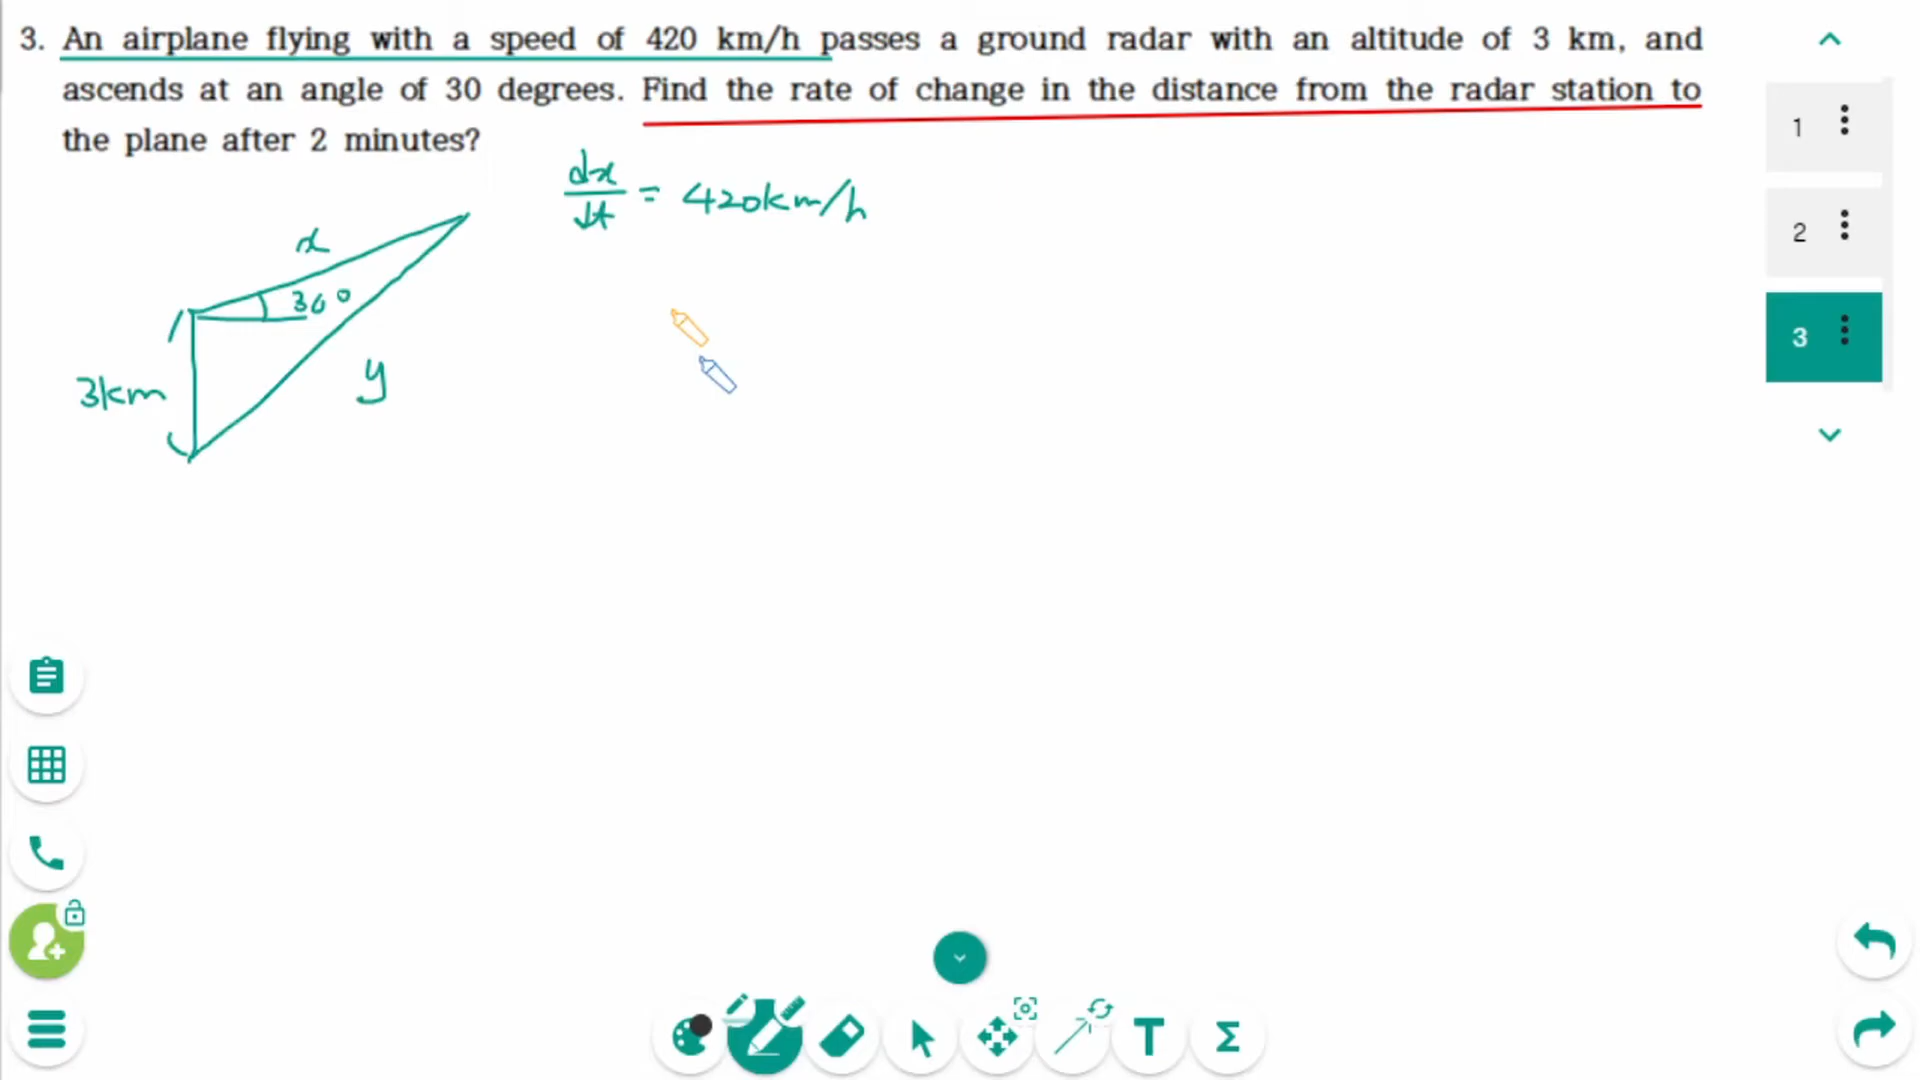 3. An airplane flying with a speed of 420 km/h passes a ground radar with an altitude of 3 km, and
ascends at an angle of 30 degrees. Find the rate of change in the distance from the radar station to
the plane after 2 minutes?
dx/dt = 420km/h
x
30°
3km
y
1
2
3
T
Σ